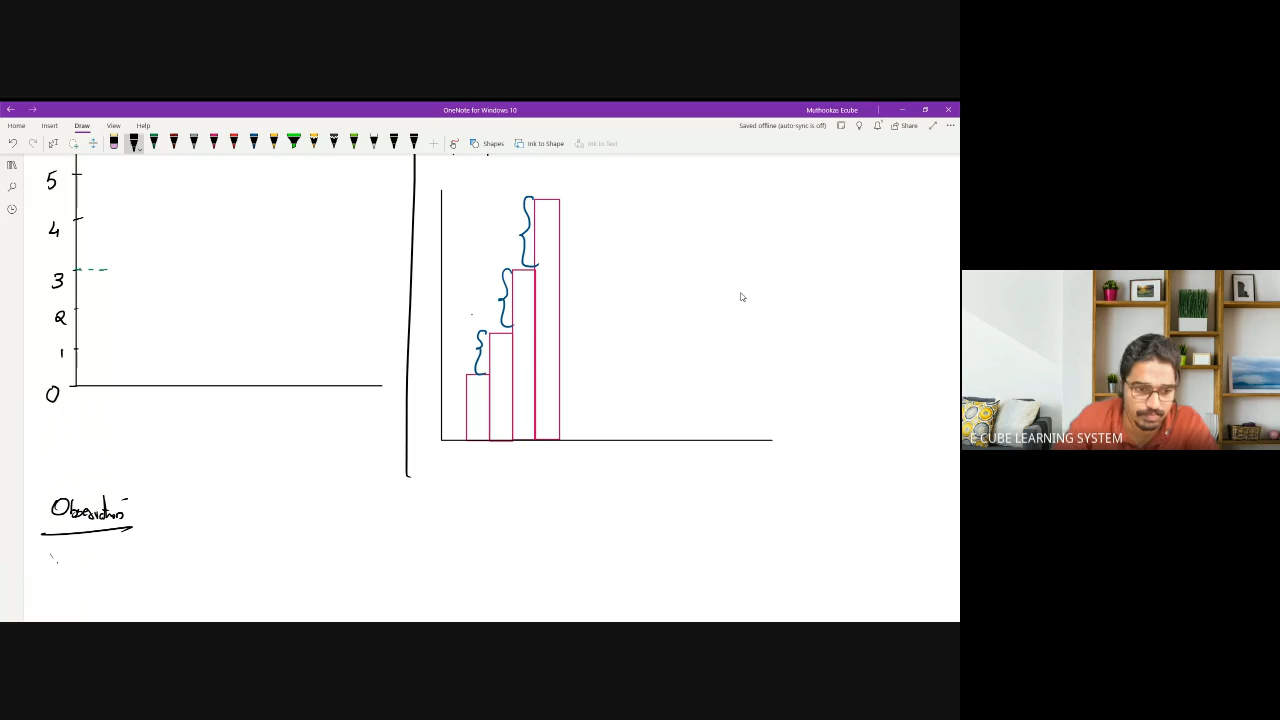 OneNote for Windows 10
Muthookas Ecube
Home Insert Draw View Help
Saved offline (auto-sync is off)
Share
Shapes
Ink to Shape
Ink to Text
5
4
3
2
1
0
Observations
E CUBE LEARNING SYSTEM